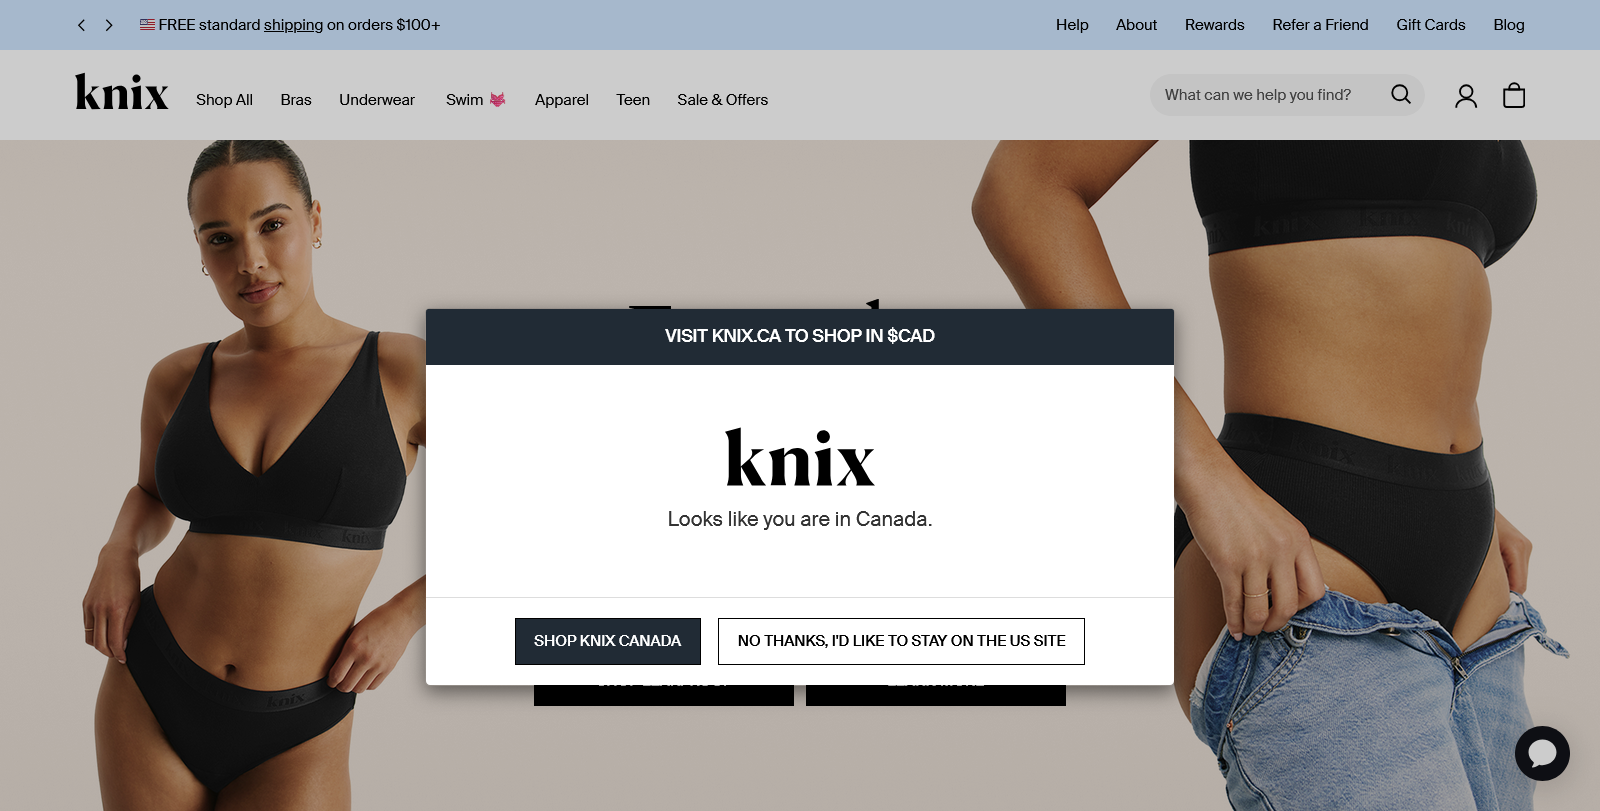 FREE standard shipping on orders $100+
Help About Rewards Refer a Friend Gift Cards Blog
knix Shop All Bras Underwear Swim Apparel Teen Sale & Offers
What can we help you find?
VISIT KNIX.CA TO SHOP IN $CAD
knix
Looks like you are in Canada.
SHOP KNIX CANADA
NO THANKS, I'D LIKE TO STAY ON THE US SITE